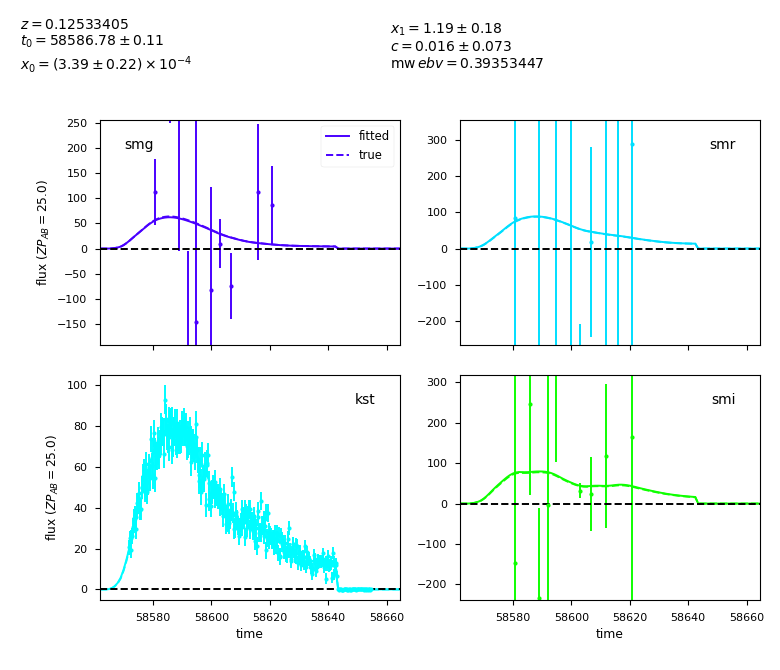 z = 0.12533405
t₀ = 58586.78 ± 0.11
x₀ = (3.39 ± 0.22) × 10⁻⁴
x₁ = 1.19 ± 0.18
c = 0.016 ± 0.073
mw ebv = 0.39353447
smg
fitted
true
250
200
150
100
50
0
−50
−100
−150
flux (ZP_AB = 25.0)
smr
300
200
100
0
−100
−200
kst
100
80
60
40
20
0
flux (ZP_AB = 25.0)
58580 58600 58620 58640 58660
time
smi
300
200
100
0
−100
−200
58580 58600 58620 58640 58660
time